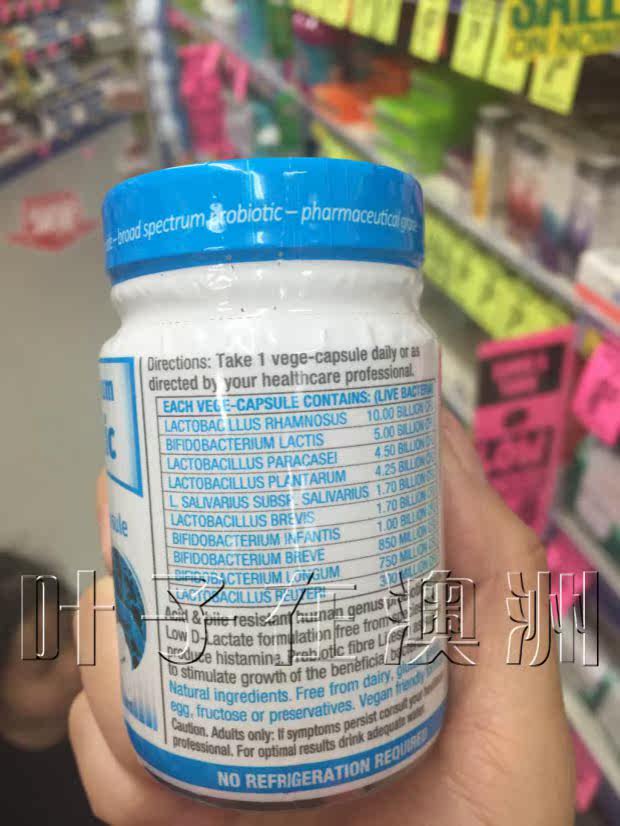 SALE
ON NOW
– broad spectrum probiotic – pharmaceutical grade
Directions: Take 1 vege-capsule daily or as
directed by your healthcare professional.
EACH VEGE-CAPSULE CONTAINS: (LIVE BACTERIA
LACTOBACILLUS RHAMNOSUS 10.00 BILLION
BIFIDOBACTERIUM LACTIS 5.00 BILLION
LACTOBACILLUS PARACASEI 4.50 BILLION
LACTOBACILLUS PLANTARUM 4.25 BILLION
L. SALIVARIUS SUBSP. SALIVARIUS 1.70 BILLION
LACTOBACILLUS BREVIS 1.70 BILLION
BIFIDOBACTERIUM INFANTIS 1.00 BILLION
BIFIDOBACTERIUM BREVE 850 MILLION
BIFIDOBACTERIUM LONGUM 750 MILLION
LACTOBACILLUS REUTERI 300 MILLION
叶子在澳洲
Acid & bile resistant human genus
Low D-Lactate formulation free from
produce histamine. Prebiotic fibre
to stimulate growth of the beneficial
Natural ingredients. Free from dairy,
egg, fructose or preservatives. Vegan friendly
Caution. Adults only: If symptoms persist consult your
professional. For optimal results drink adequate water.
NO REFRIGERATION REQUIRED